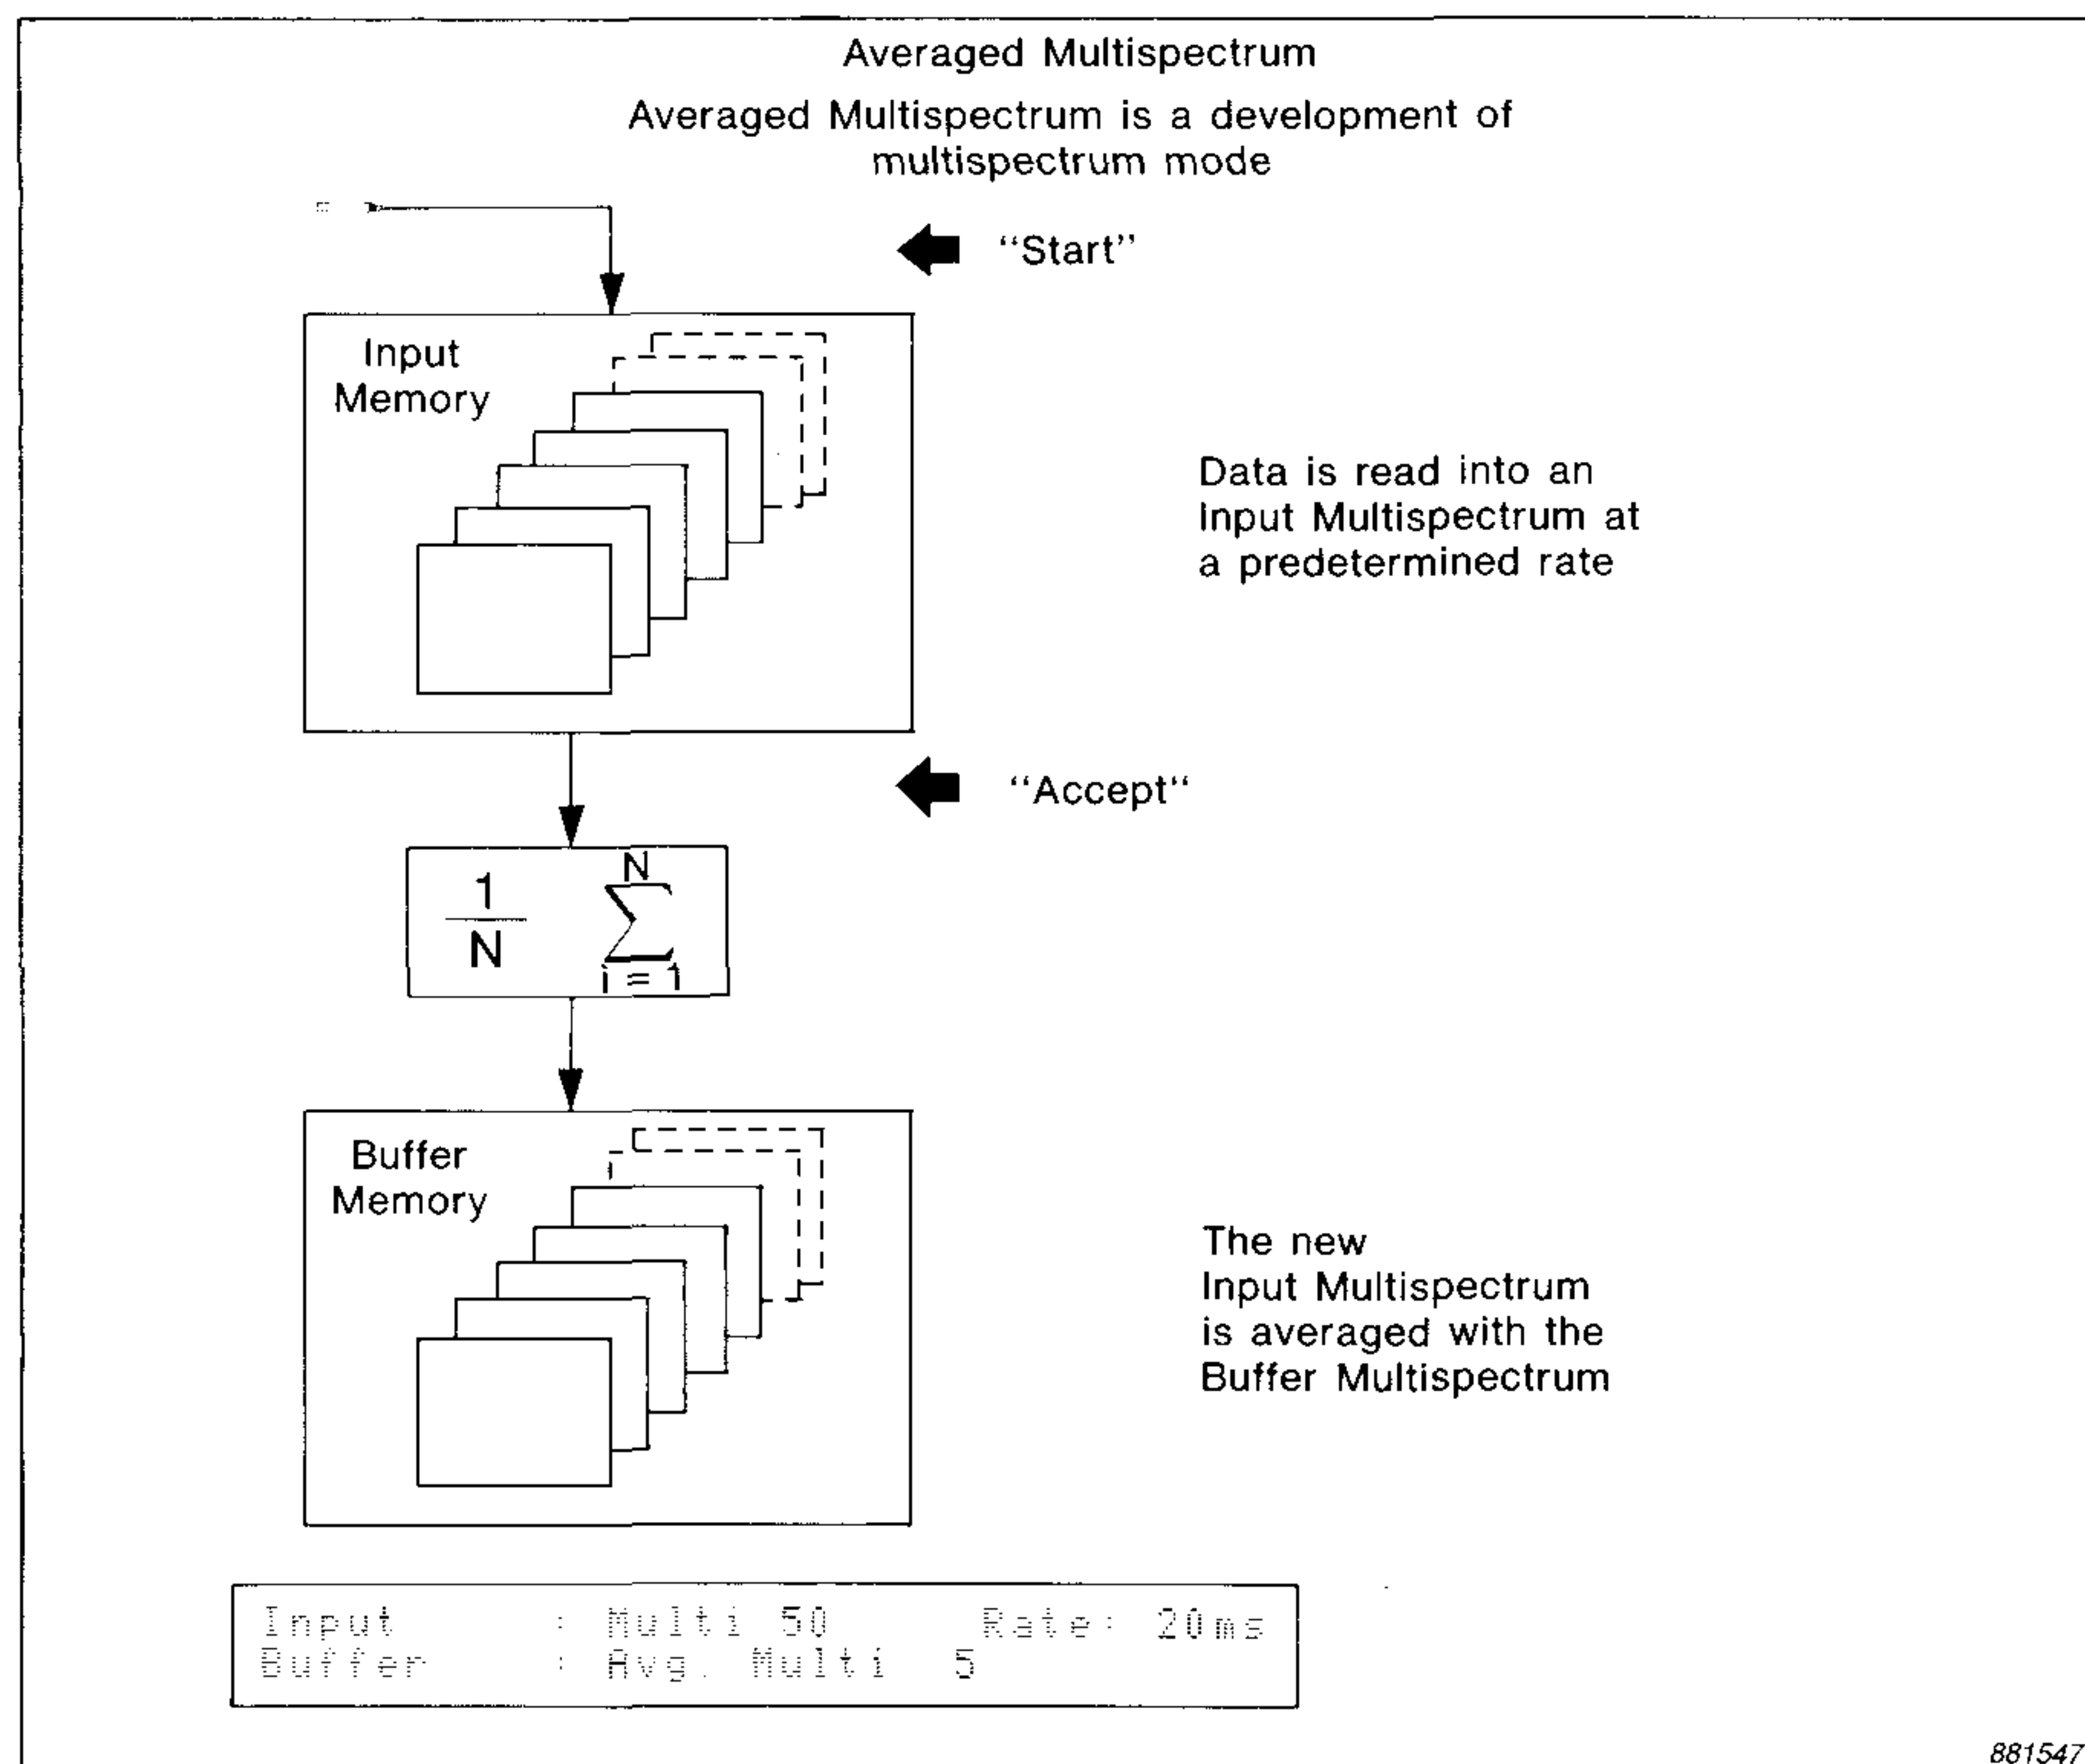 Averaged Multispectrum
Averaged Multispectrum is a development of
multispectrum mode
“Start”
Input
Memory
Data is read into an
Input Multispectrum at
a predetermined rate
“Accept“
1
N
N
∑
i = 1
Buffer
Memory
The new
Input Multispectrum
is averaged with the
Buffer Multispectrum
Input : Multi 50 Rate: 20ms
Buffer : Avg. Multi 5
881547